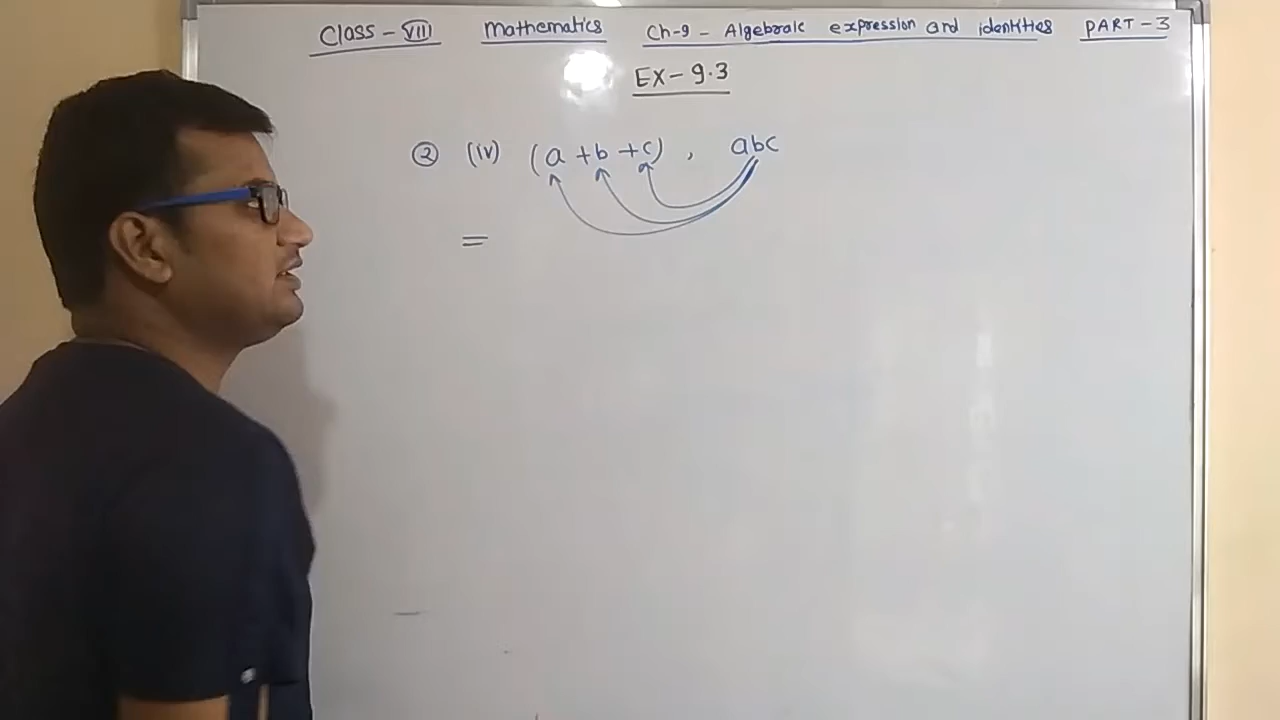 Class - VIII Mathematics Ch-9 - Algebraic expression and identities PART - 3
EX - 9.3
② (iv) (a + b + c) , abc
=